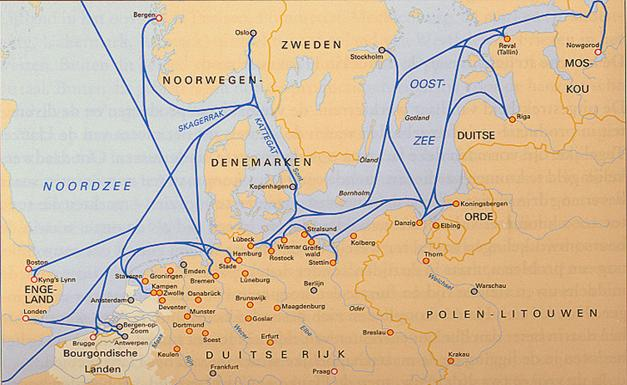 Bergen
Oslo
ZWEDEN
Stockholm
Reval
(Tallin)
Nowgorod
MOS-
KOU
NOORWEGEN-
OOST-
ZEE
SKAGERRAK
KATTEGAT
Gotland
Riga
DUITSE
ORDE
DENEMARKEN
Öland
Sont
NOORDZEE
Kopenhagen
Bornholm
Koningsbergen
Danzig
Elbing
Lübeck
Stralsund
Hamburg
Wismar
Greifs-
wald
Kolberg
Rostock
Stettin
Thorn
Boston
Kyng's Lynn
ENGE-
LAND
Londen
Staveren
Groningen
Emden
Stade
Bremen
Lüneburg
Kampen
Zwolle
Deventer
Osnabrück
Amsterdam
Berlijn
Weichsel
Warschau
Brunswijk
Maagdenburg
Oder
Munster
Goslar
POLEN-LITOUWEN
Bergen-op-
Zoom
Antwerpen
Brugge
Dortmund
Soest
Weser
Elbe
Breslau
Maas
Keulen
Rijn
Erfurt
Bourgondische
Landen
DUITSE RIJK
Frankfurt
Praag
Krakau